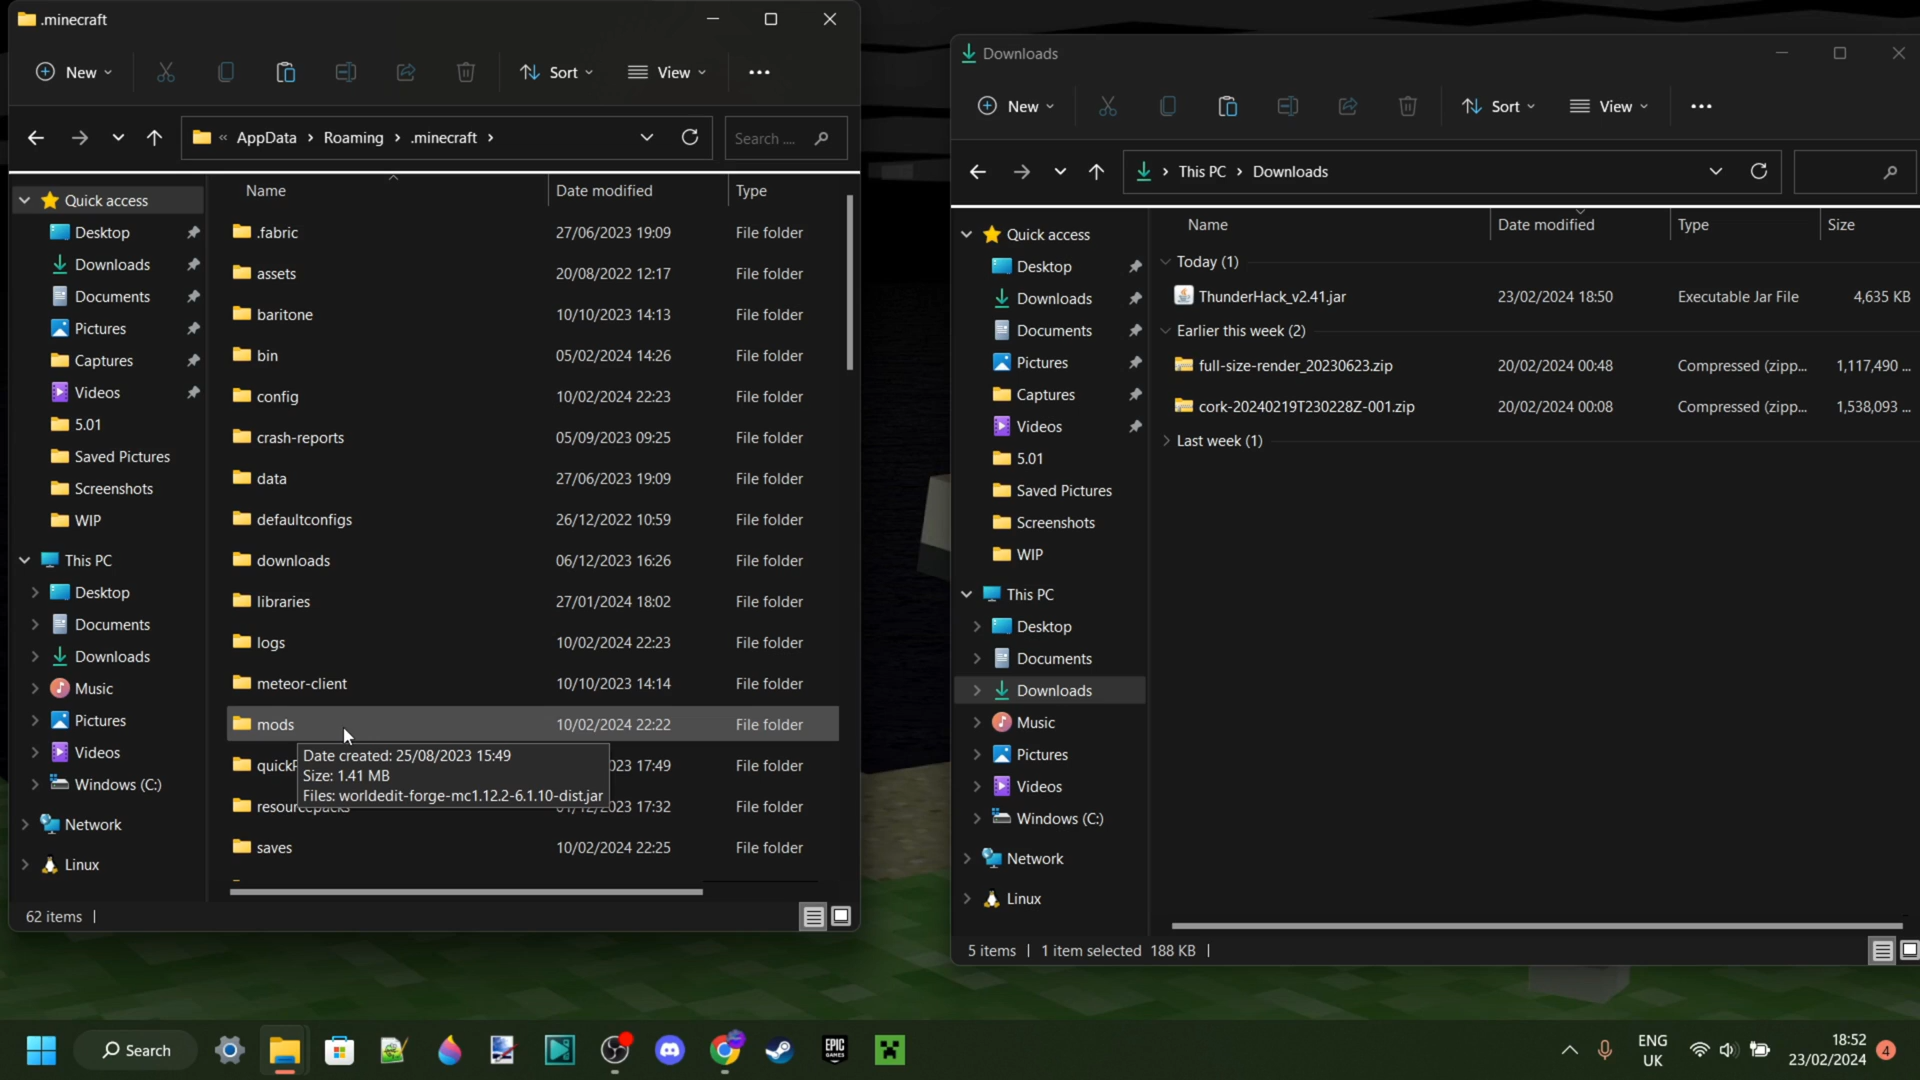 .minecraft
New
Sort
View
« AppData > Roaming > .minecraft >
Search ....
Name Date modified Type
Quick access
Desktop
Downloads
Documents
Pictures
Captures
Videos
5.01
Saved Pictures
Screenshots
WIP
This PC
Desktop
Documents
Downloads
Music
Pictures
Videos
Windows (C:)
Network
Linux
.fabric 27/06/2023 19:09 File folder
assets 20/08/2022 12:17 File folder
baritone 10/10/2023 14:13 File folder
bin 05/02/2024 14:26 File folder
config 10/02/2024 22:23 File folder
crash-reports 05/09/2023 09:25 File folder
data 27/06/2023 19:09 File folder
defaultconfigs 26/12/2022 10:59 File folder
downloads 06/12/2023 16:26 File folder
libraries 27/01/2024 18:02 File folder
logs 10/02/2024 22:23 File folder
meteor-client 10/10/2023 14:14 File folder
mods 10/02/2024 22:22 File folder
Date created: 25/08/2023 15:49
Size: 1.41 MB
Files: worldedit-forge-mc1.12.2-6.1.10-dist.jar
023 17:49 File folder
17:32 File folder
saves 10/02/2024 22:25 File folder
62 items
Downloads
New
Sort
View
> This PC > Downloads
Name Date modified Type Size
Quick access
Desktop
Downloads
Documents
Pictures
Captures
Videos
5.01
Saved Pictures
Screenshots
WIP
This PC
Desktop
Documents
Downloads
Music
Pictures
Videos
Windows (C:)
Network
Linux
Today (1)
ThunderHack_v2.41.jar 23/02/2024 18:50 Executable Jar File 4,635 KB
Earlier this week (2)
full-size-render_20230623.zip 20/02/2024 00:48 Compressed (zipp... 1,117,490 ...
cork-20240219T230228Z-001.zip 20/02/2024 00:08 Compressed (zipp... 1,538,093 ...
Last week (1)
5 items 1 item selected 188 KB
Search
EPIC
GAMES
ENG
UK
18:52
23/02/2024
4